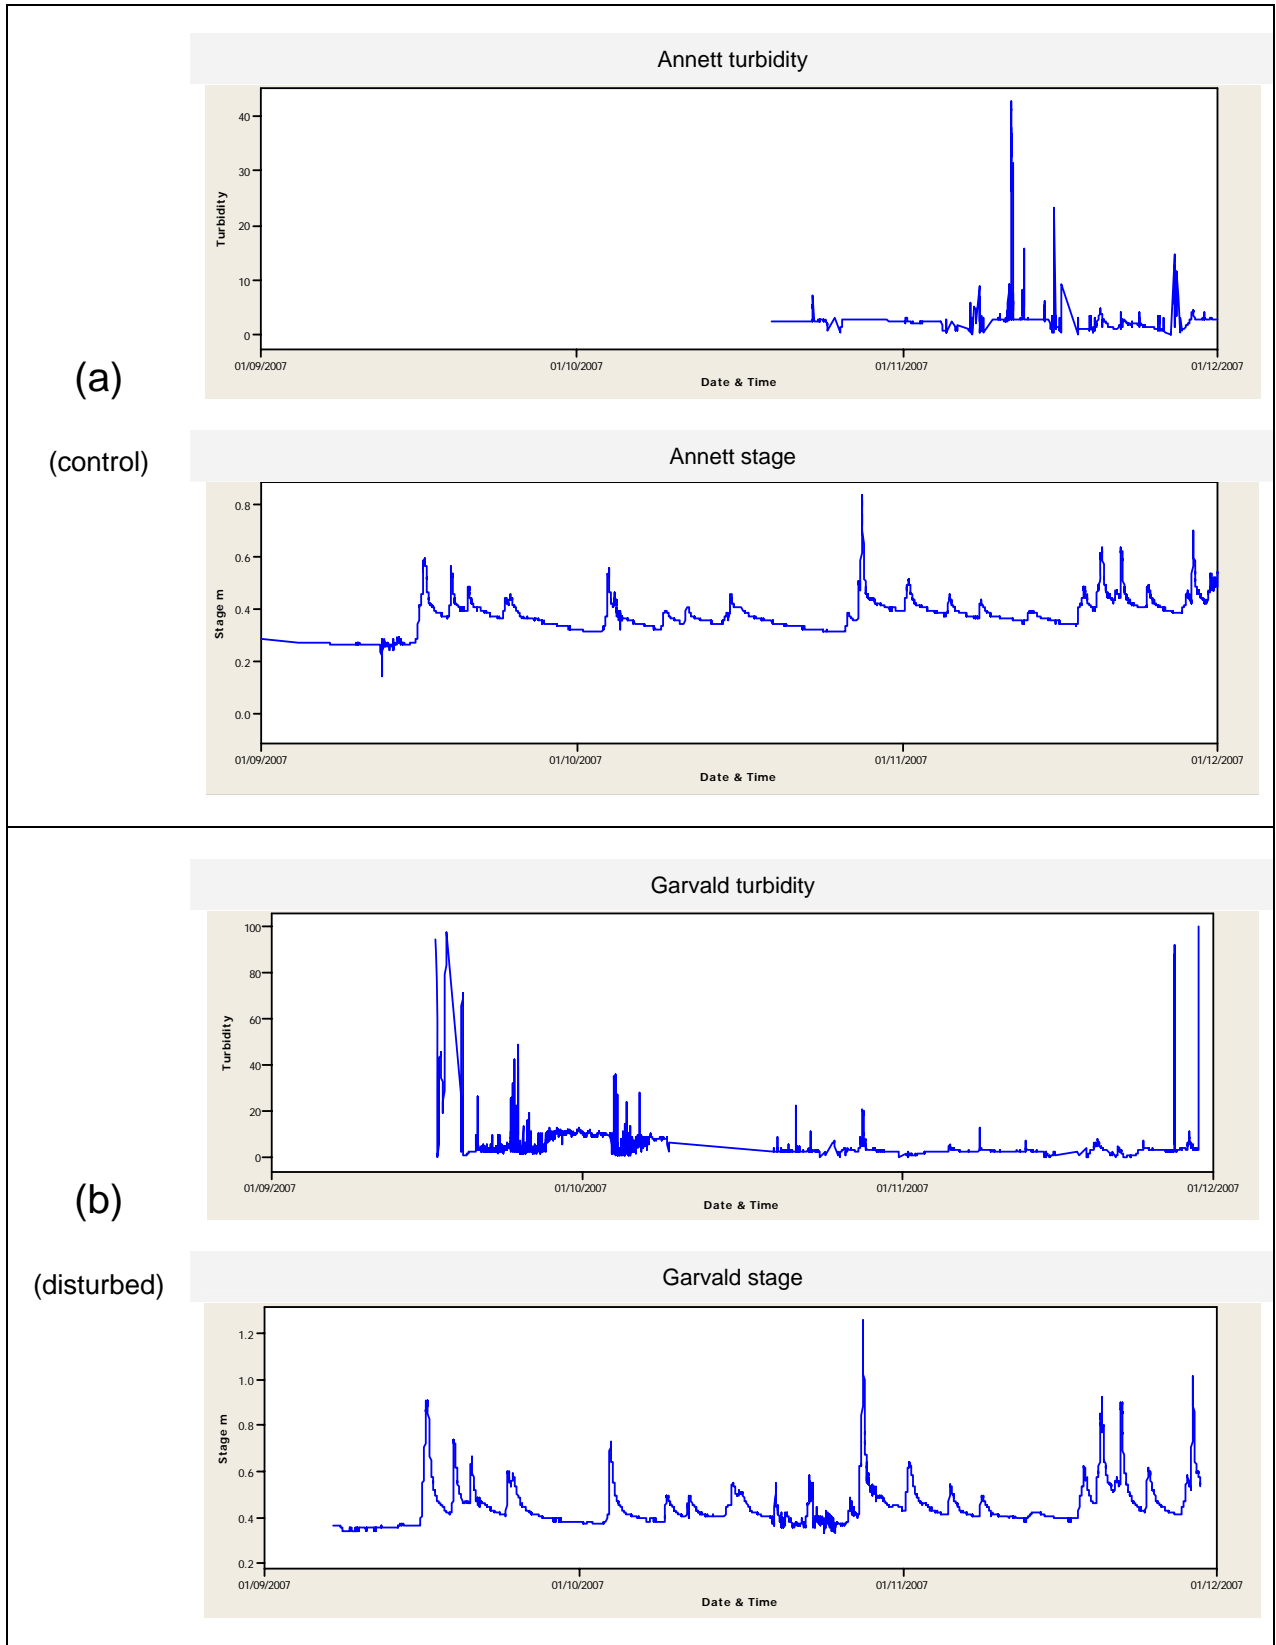 Annett turbidity
40
30
20
10
0
Turbidity
01/09/2007 01/10/2007 01/11/2007 01/12/2007
Date & Time
(a)
(control)
Annett stage
0.8
0.6
0.4
0.2
0.0
Stage m
01/09/2007 01/10/2007 01/11/2007 01/12/2007
Date & Time
Garvald turbidity
100
80
60
40
20
0
Turbidity
01/09/2007 01/10/2007 01/11/2007 01/12/2007
Date & Time
(b)
(disturbed)
Garvald stage
1.2
1.0
0.8
0.6
0.4
0.2
Stage m
01/09/2007 01/10/2007 01/11/2007 01/12/2007
Date & Time